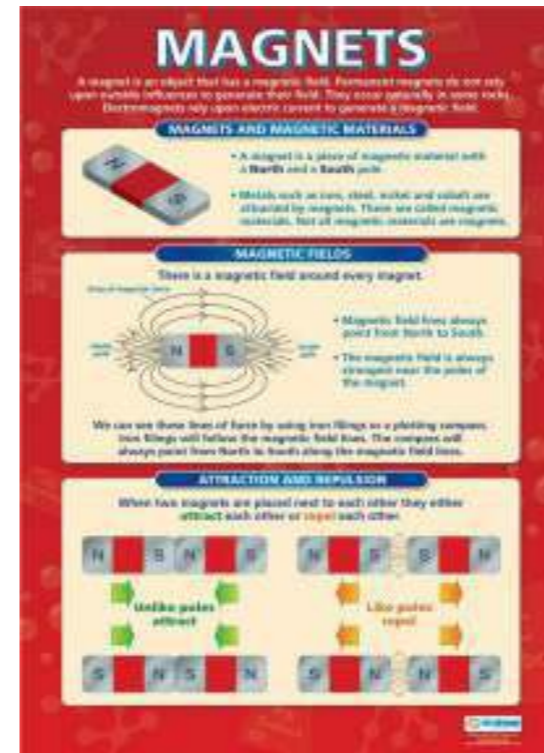 MAGNETS
A magnet is an object that has a magnetic field. Permanent magnets do not rely
upon outside influences to generate their field. They occur naturally in some rocks.
Electromagnets rely upon electric current to generate a magnetic field.
MAGNETS AND MAGNETIC MATERIALS
N
S
• A magnet is a piece of magnetic material with
a North and a South pole.
• Metals such as iron, steel, nickel and cobalt are
attracted by magnets. These are called magnetic
materials. Not all magnetic materials are magnets.
MAGNETIC FIELDS
There is a magnetic field around every magnet.
lines of magnetic force
N S
• Magnetic field lines always
point from North to South.
• The magnetic field is always
strongest near the poles of
the magnet.
We can see these lines of force by using iron filings or a plotting compass.
Iron filings will follow the magnetic field lines. The compass will
always point from North to South along the magnetic field lines.
ATTRACTION AND REPULSION
When two magnets are placed next to each other they either
attract each other or repel each other.
N S N S
Unlike poles
attract
S N S N
N S S N
Like poles
repel
S N N S